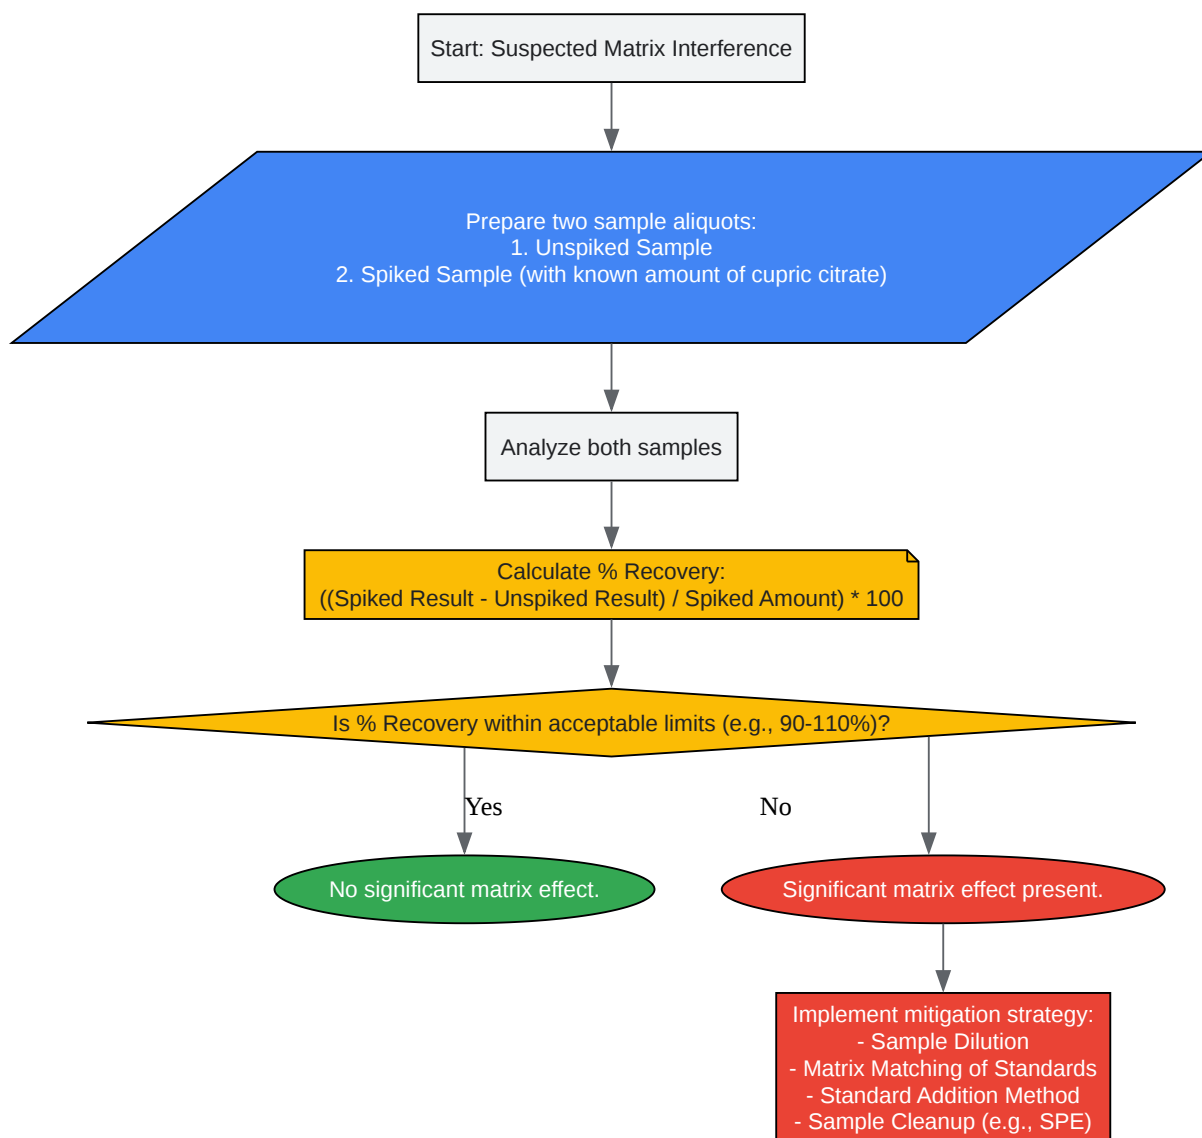 Start: Suspected Matrix Interference
Prepare two sample aliquots:
1. Unspiked Sample
2. Spiked Sample (with known amount of cupric citrate)
Analyze both samples
Calculate % Recovery:
((Spiked Result - Unspiked Result) / Spiked Amount) * 100
Is % Recovery within acceptable limits (e.g., 90-110%)?
Yes
No
No significant matrix effect.
Significant matrix effect present.
Implement mitigation strategy:
- Sample Dilution
- Matrix Matching of Standards
- Standard Addition Method
- Sample Cleanup (e.g., SPE)